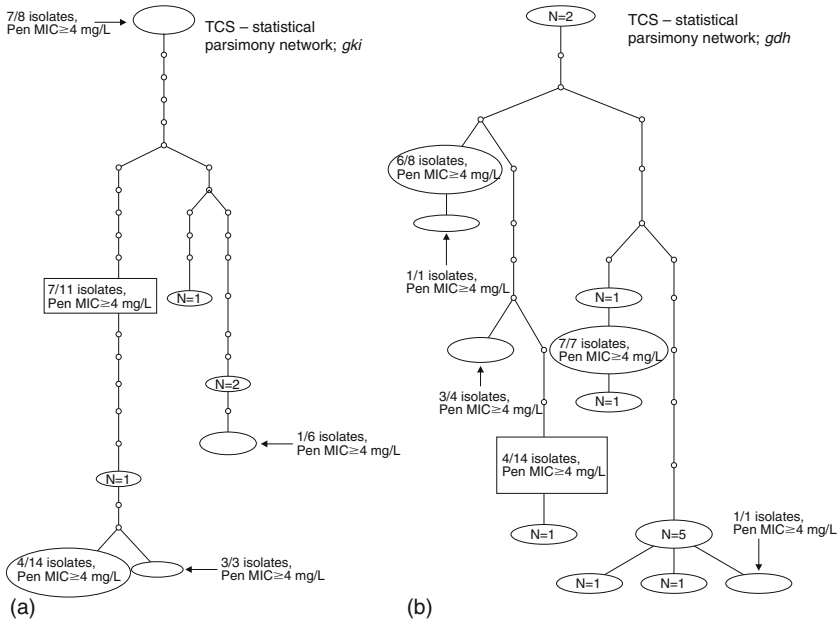 7/8 isolates,
Pen MIC≥4 mg/L
TCS – statistical
parsimony network; gki
7/11 isolates,
Pen MIC≥4 mg/L
N=1
N=2
1/6 isolates,
Pen MIC≥4 mg/L
N=1
4/14 isolates,
Pen MIC≥4 mg/L
3/3 isolates,
Pen MIC≥4 mg/L
(a)
N=2
TCS – statistical
parsimony network; gdh
6/8 isolates,
Pen MIC≥4 mg/L
1/1 isolates,
Pen MIC≥4 mg/L
N=1
7/7 isolates,
Pen MIC≥4 mg/L
N=1
3/4 isolates,
Pen MIC≥4 mg/L
4/14 isolates,
Pen MIC≥4 mg/L
N=1
N=5
1/1 isolates,
Pen MIC≥4 mg/L
N=1
N=1
(b)